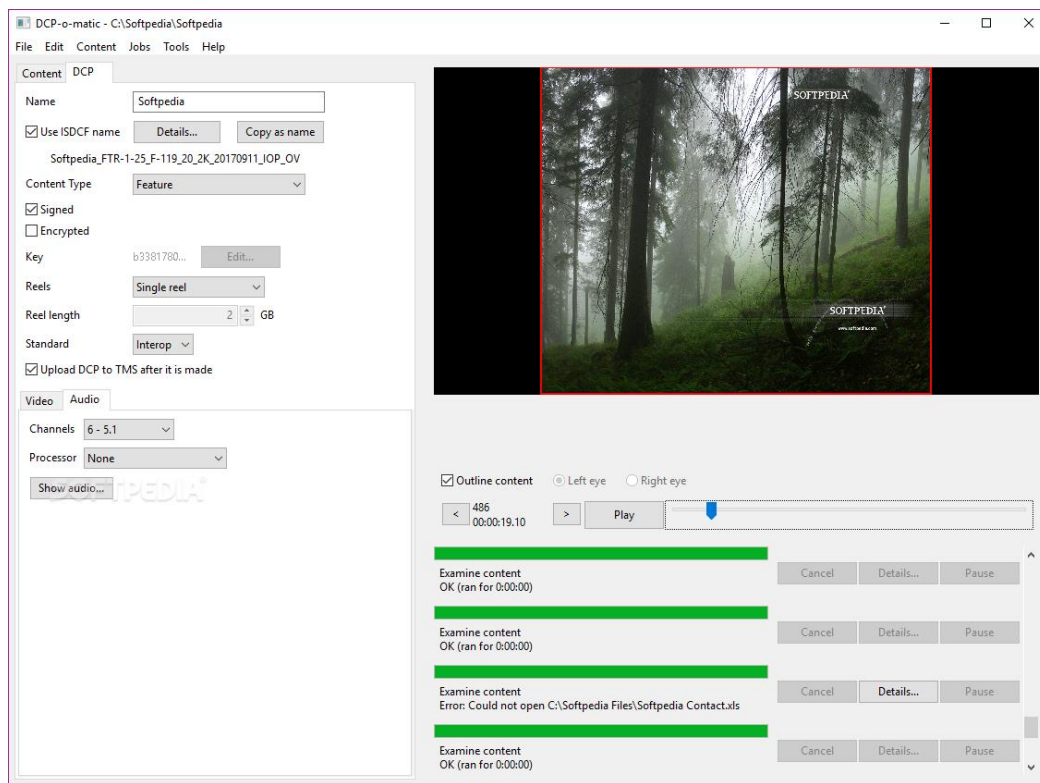 DCP-o-matic - C:\Softpedia\Softpedia
File Edit Content Jobs Tools Help
Content DCP
Name Softpedia
Use ISDCF name Details... Copy as name
Softpedia_FTR-1-25_F-119_20_2K_20170911_IOP_OV
Content Type Feature
Signed
Encrypted
Key b3381780... Edit...
Reels Single reel
Reel length 2 GB
Standard Interop
Upload DCP to TMS after it is made
Video Audio
Channels 6 - 5.1
Processor None
Show audio...
SOFTPEDIA®
SOFTPEDIA®
SOFTPEDIA®
www.softpedia.com
Outline content Left eye Right eye
< 486 > Play
00:00:19.10
Examine content Cancel Details... Pause
OK (ran for 0:00:00)
Examine content Cancel Details... Pause
OK (ran for 0:00:00)
Examine content Cancel Details... Pause
Error: Could not open C:\Softpedia Files\Softpedia Contact.xls
Examine content Cancel Details... Pause
OK (ran for 0:00:00)